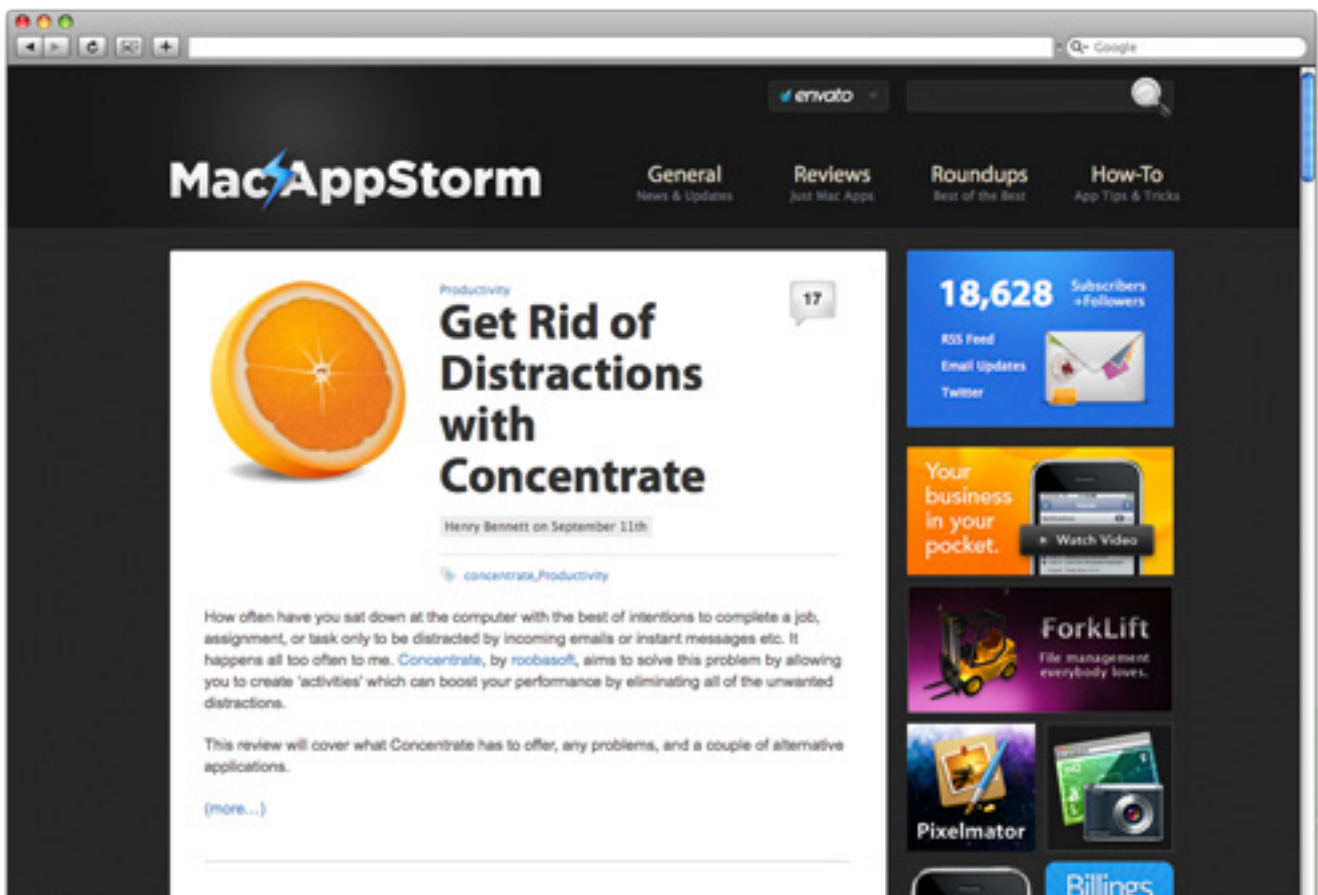 Google
envato
MacAppStorm
General
News & Updates
Reviews
Just Mac Apps
Roundups
Best of the Best
How-To
App Tips & Tricks
Productivity
17
Get Rid of
Distractions
with
Concentrate
Henry Bennett on September 11th
concentrate,Productivity
How often have you sat down at the computer with the best of intentions to complete a job,
assignment, or task only to be distracted by incoming emails or instant messages etc. It
happens all too often to me. Concentrate, by roobasoft, aims to solve this problem by allowing
you to create 'activities' which can boost your performance by eliminating all of the unwanted
distractions.
This review will cover what Concentrate has to offer, any problems, and a couple of alternative
applications.
(more...)
18,628
Subscribers
+Followers
RSS Feed
Email Updates
Twitter
Your
business
in your
pocket.
Watch Video
ForkLift
File management
everybody loves.
Pixelmator
Billings